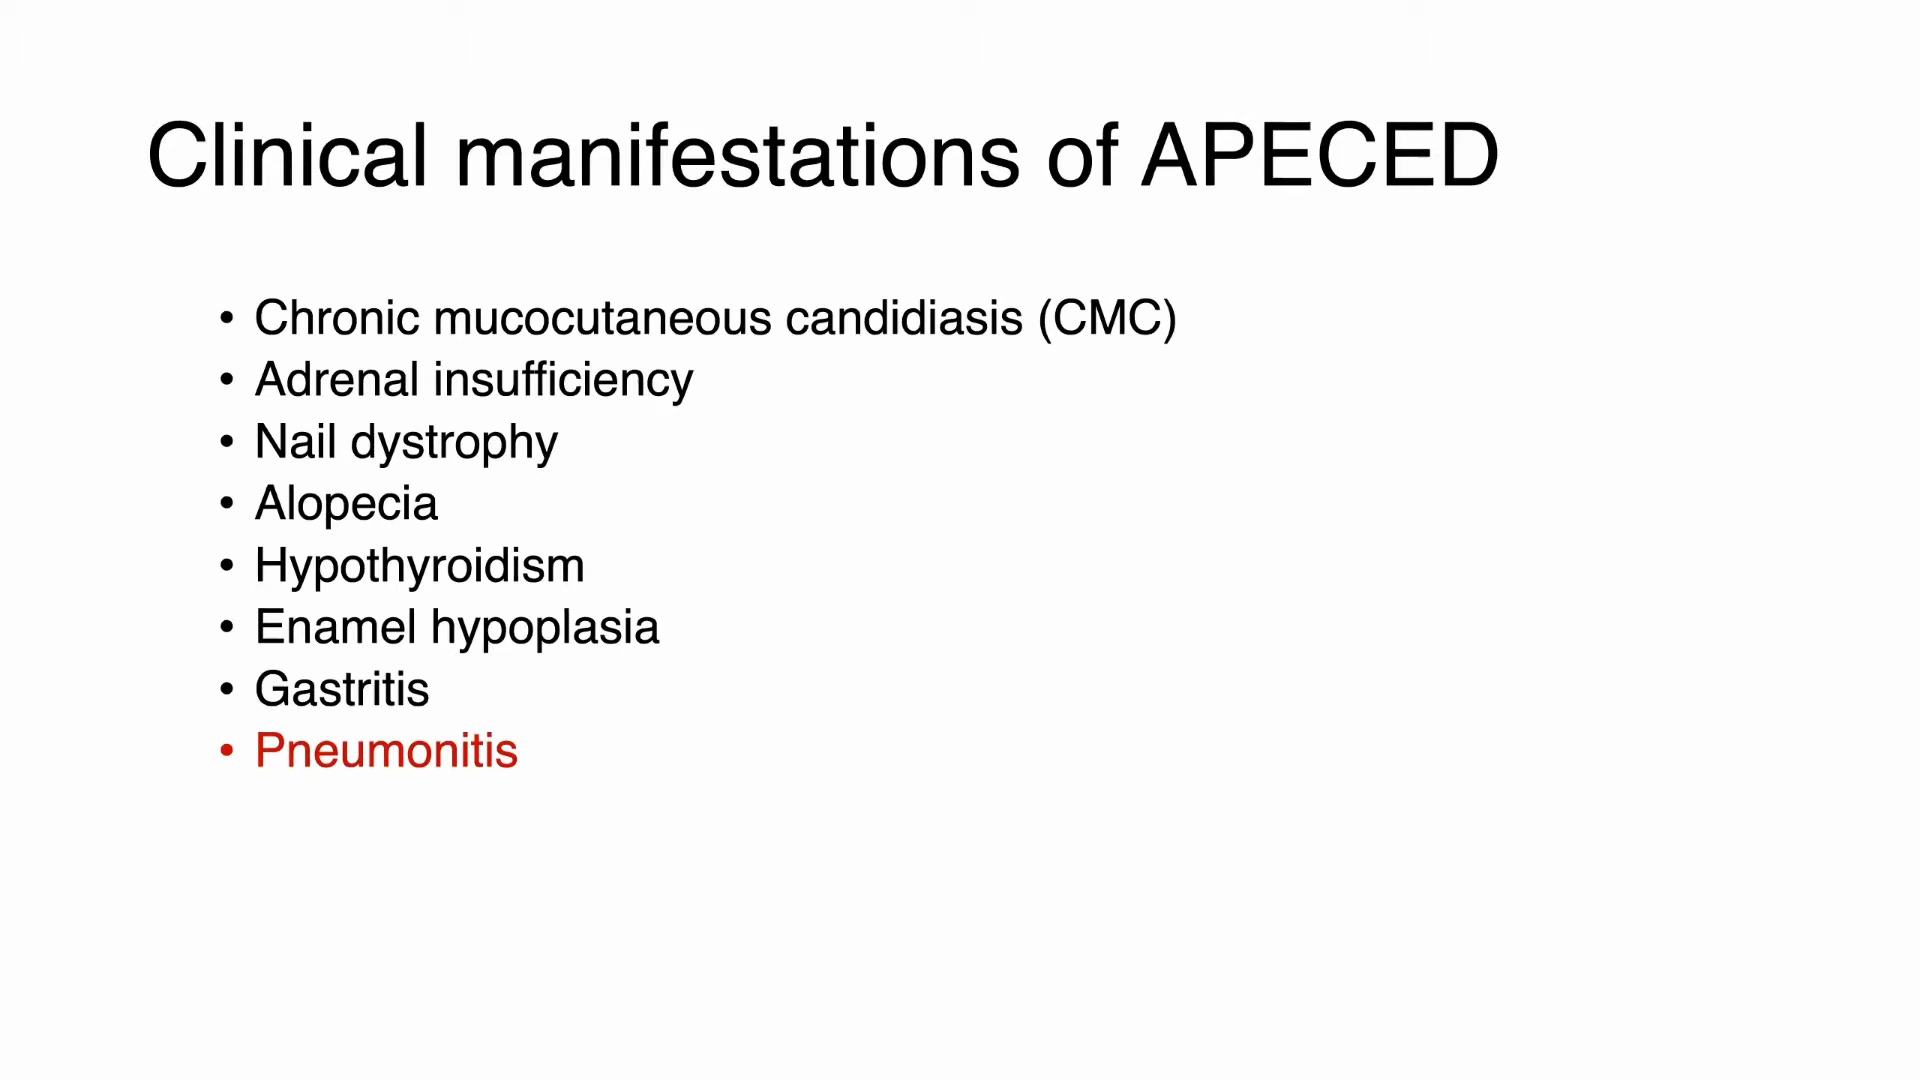 Clinical manifestations of APECED
• Chronic mucocutaneous candidiasis (CMC)
• Adrenal insufficiency
• Nail dystrophy
• Alopecia
• Hypothyroidism
• Enamel hypoplasia
• Gastritis
• Pneumonitis